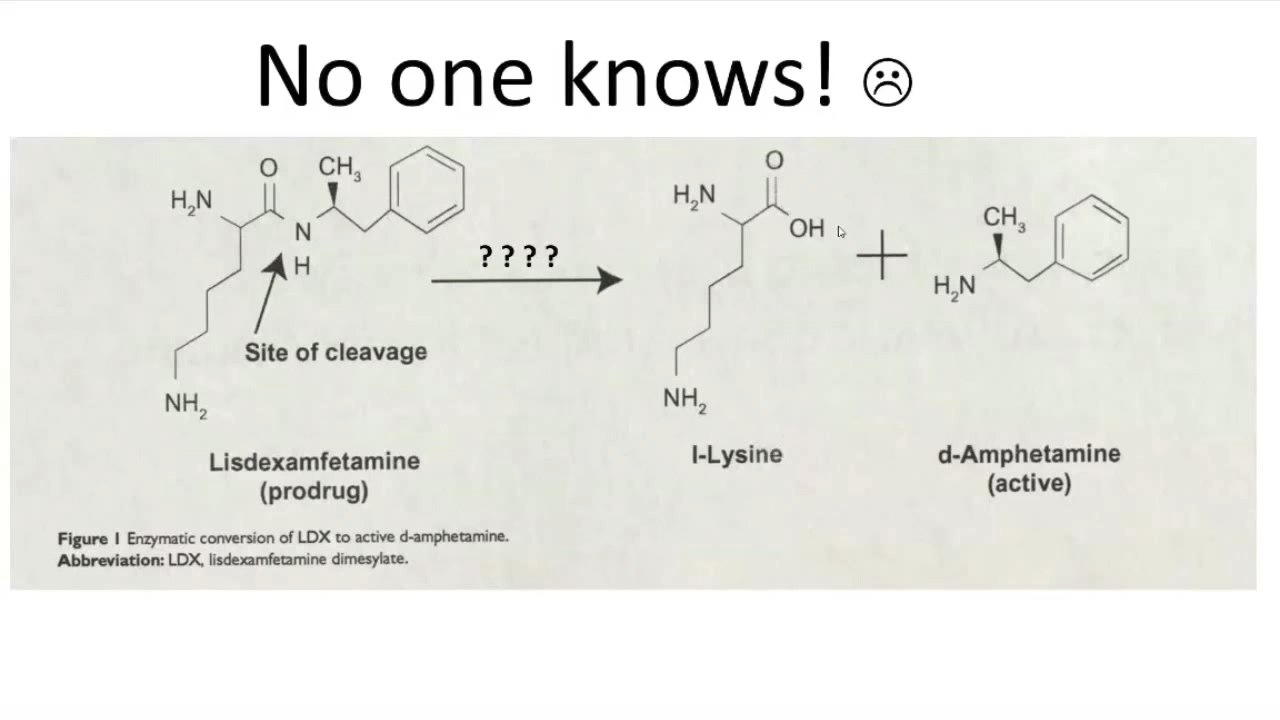 No one knows! ☹
O
CH₃
H₂N
N
H
Site of cleavage
NH₂
Lisdexamfetamine
(prodrug)
? ? ? ?
O
H₂N
OH
NH₂
l-Lysine
+
CH₃
H₂N
d-Amphetamine
(active)
Figure 1 Enzymatic conversion of LDX to active d-amphetamine.
Abbreviation: LDX, lisdexamfetamine dimesylate.